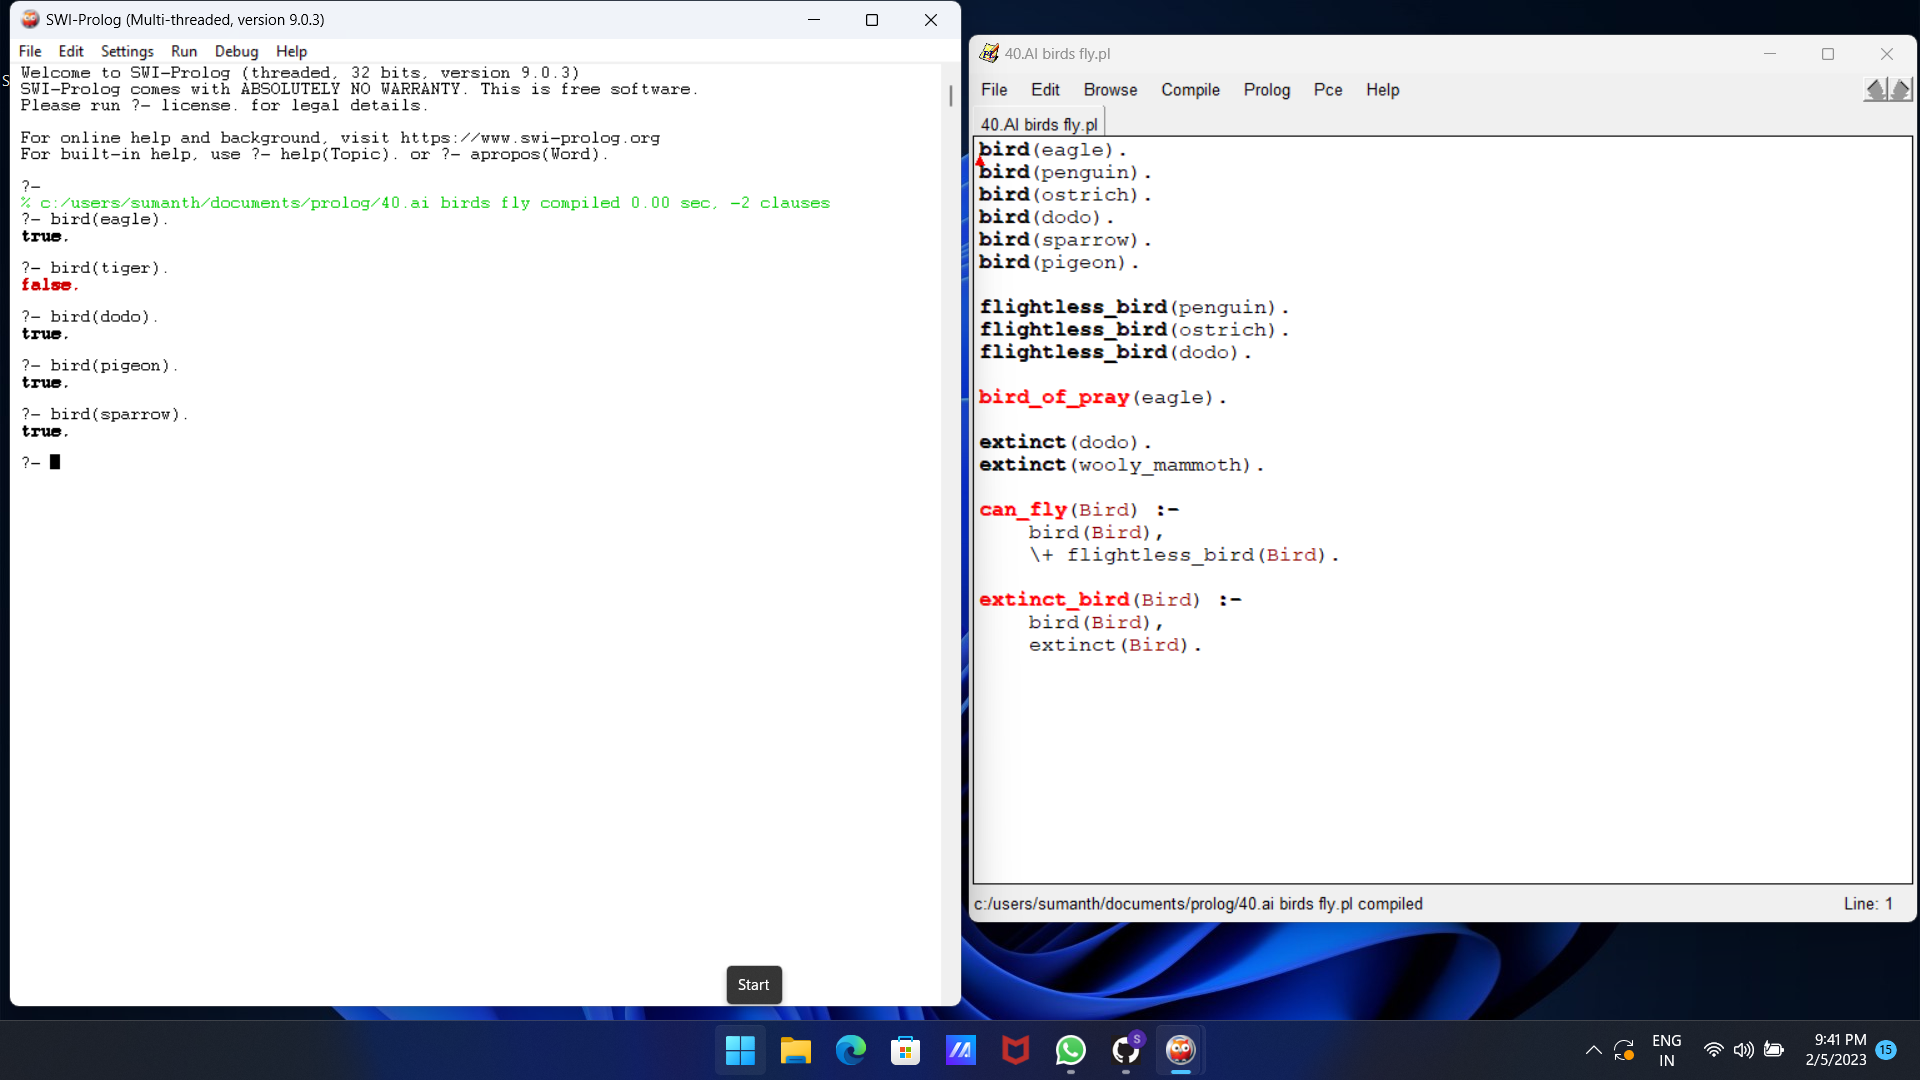 SWI-Prolog (Multi-threaded, version 9.0.3)
File Edit Settings Run Debug Help
Welcome to SWI-Prolog (threaded, 32 bits, version 9.0.3)
SWI-Prolog comes with ABSOLUTELY NO WARRANTY. This is free software.
Please run ?- license. for legal details.
For online help and background, visit https://www.swi-prolog.org
For built-in help, use ?- help(Topic). or ?- apropos(Word).
?-
% c:/users/sumanth/documents/prolog/40.ai birds fly compiled 0.00 sec, -2 clauses
?- bird(eagle).
true.
?- bird(tiger).
false.
?- bird(dodo).
true.
?- bird(pigeon).
true.
?- bird(sparrow).
true.
?-
Start
40.AI birds fly.pl
File Edit Browse Compile Prolog Pce Help
40.AI birds fly.pl
bird(eagle).
bird(penguin).
bird(ostrich).
bird(dodo).
bird(sparrow).
bird(pigeon).
flightless_bird(penguin).
flightless_bird(ostrich).
flightless_bird(dodo).
bird_of_pray(eagle).
extinct(dodo).
extinct(wooly_mammoth).
can_fly(Bird) :-
bird(Bird),
\+ flightless_bird(Bird).
extinct_bird(Bird) :-
bird(Bird),
extinct(Bird).
c:/users/sumanth/documents/prolog/40.ai birds fly.pl compiled
Line: 1
S
S
ENG
IN
9:41 PM
2/5/2023
15